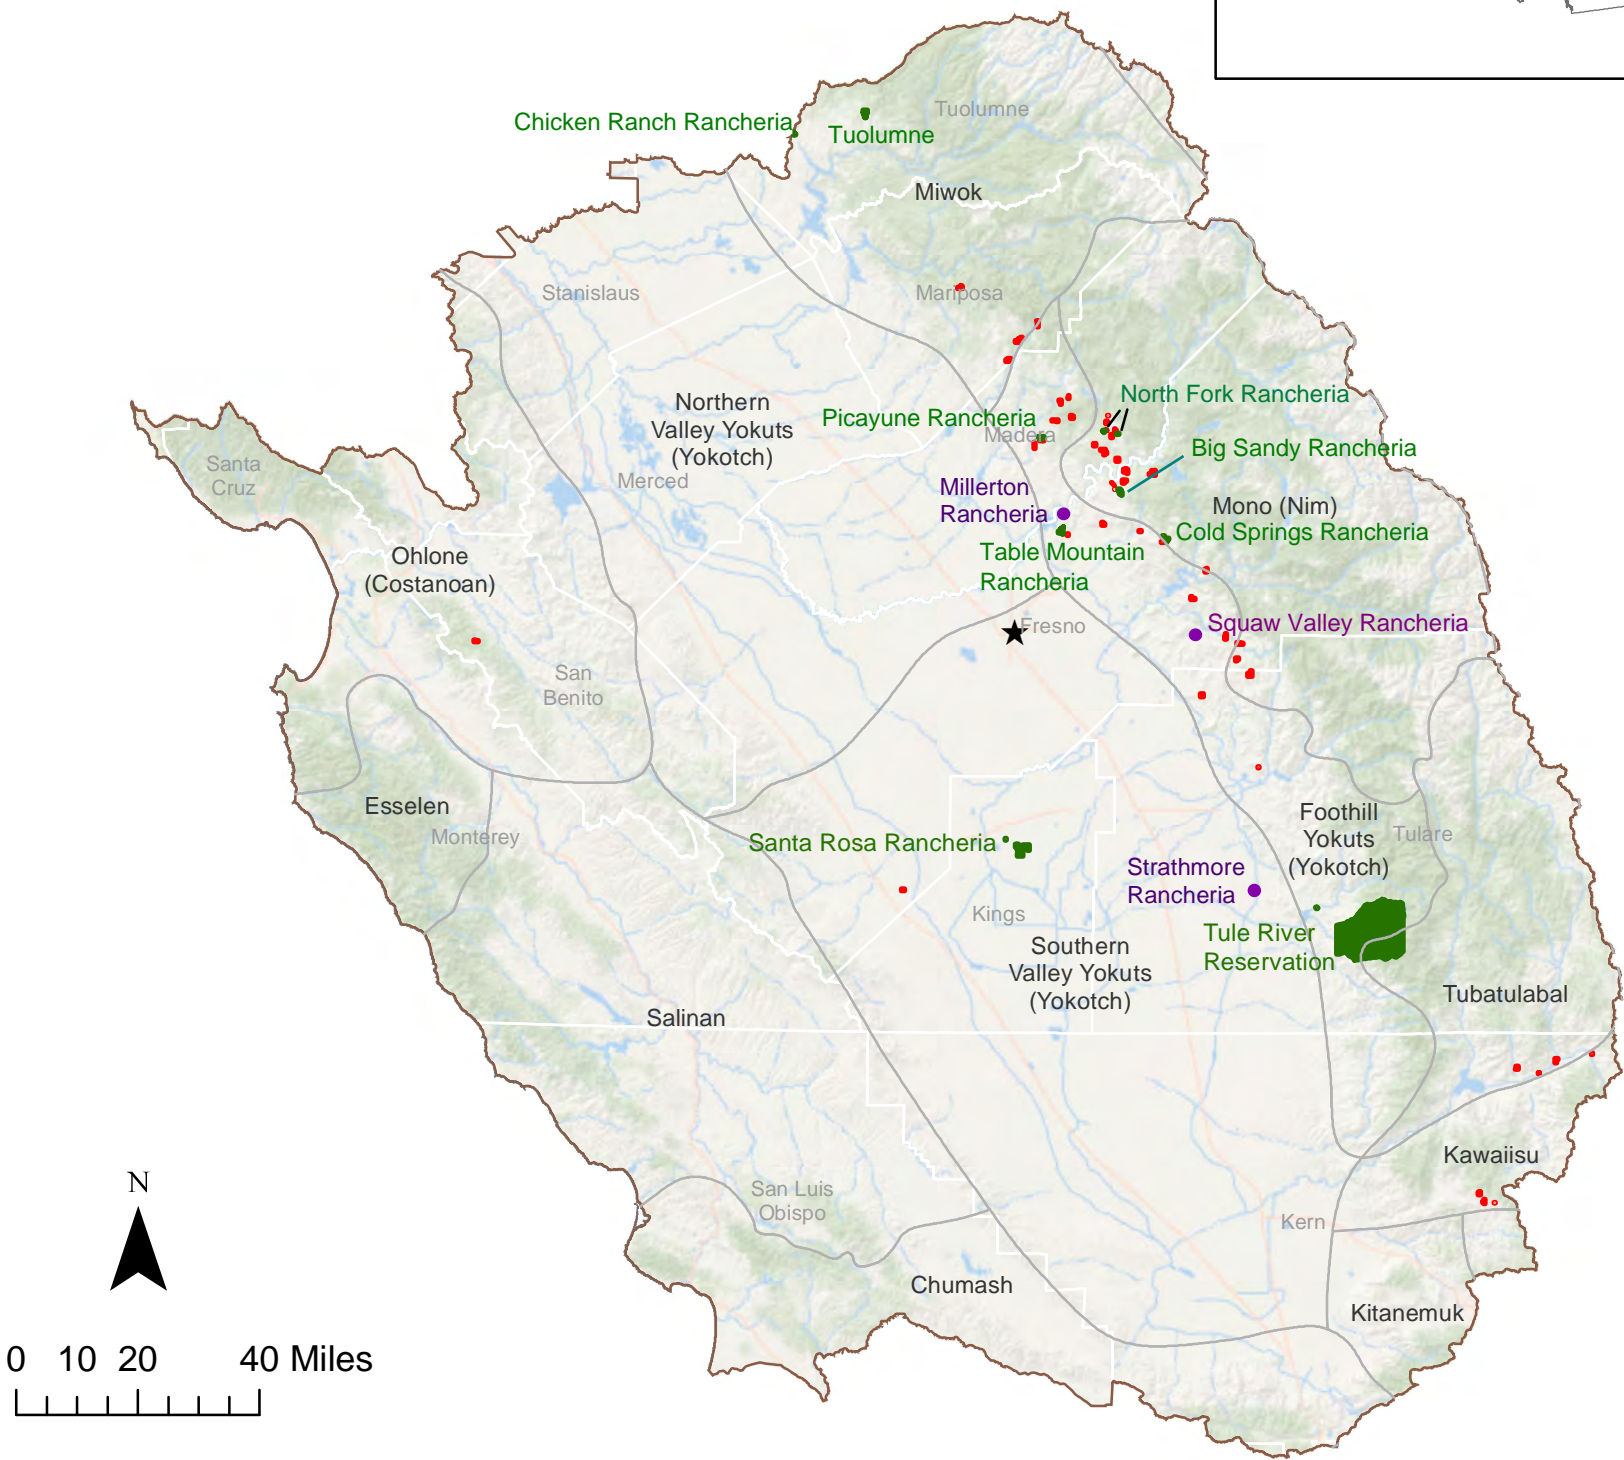 Chicken Ranch Rancheria
Tuolumne
Tuolumne
Miwok
Stanislaus
Mariposa
Northern
Valley Yokuts
(Yokotch)
Merced
Picayune Rancheria
Madera
North Fork Rancheria
Big Sandy Rancheria
Millerton
Rancheria
Mono (Nim)
Cold Springs Rancheria
Table Mountain
Rancheria
Santa
Cruz
Ohlone
(Costanoan)
San
Benito
Fresno
Squaw Valley Rancheria
Esselen
Monterey
Santa Rosa Rancheria
Kings
Foothill
Yokuts
(Yokotch)
Tulare
Strathmore
Rancheria
Tule River
Reservation
Southern
Valley Yokuts
(Yokotch)
Tubatulabal
Salinan
Kawaiisu
San Luis
Obispo
Kern
Chumash
Kitanemuk
N
0 10 20 40 Miles